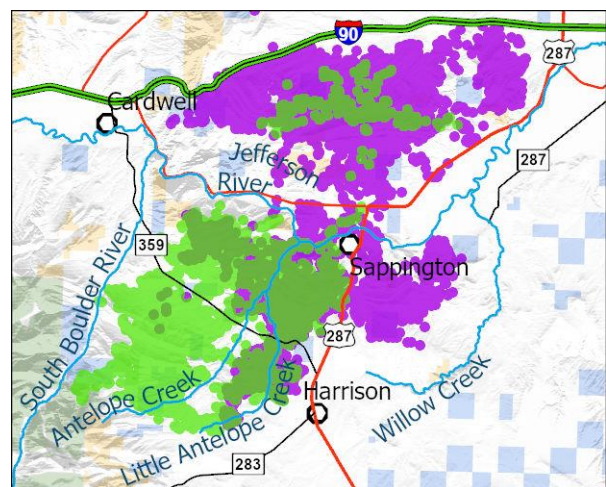 90
287
Cardwell
Jefferson
River
287
359
Sappington
South Boulder River
287
Antelope Creek
Harrison
Willow Creek
Little Antelope Creek
283